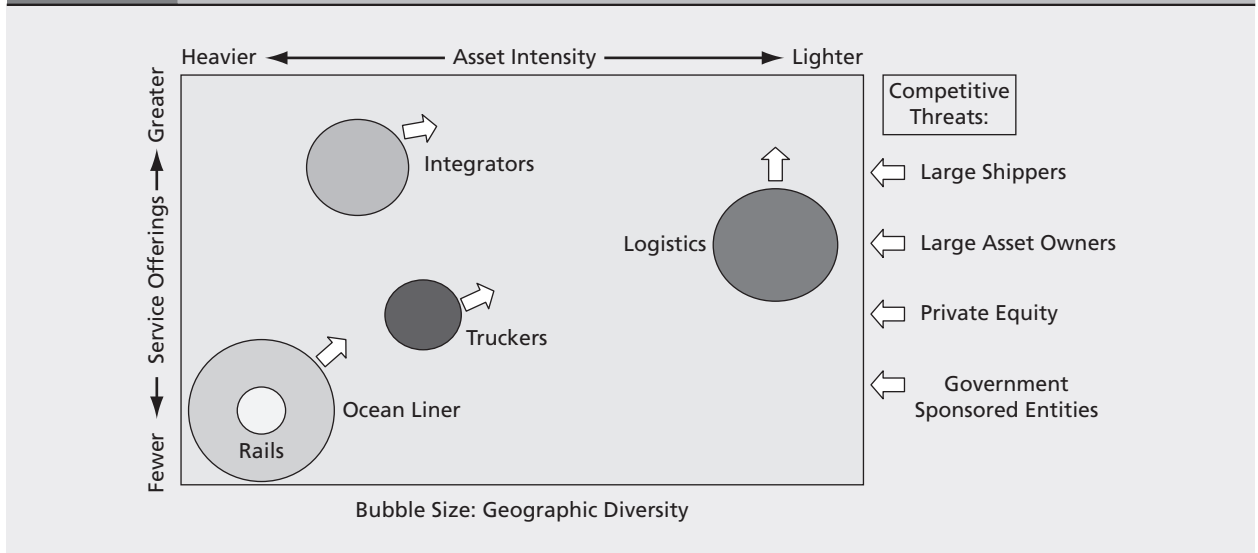 Heavier Asset Intensity Lighter
Fewer Service Offerings Greater
Integrators
Logistics
Truckers
Ocean Liner
Rails
Competitive
Threats:
Large Shippers
Large Asset Owners
Private Equity
Government
Sponsored Entities
Bubble Size: Geographic Diversity